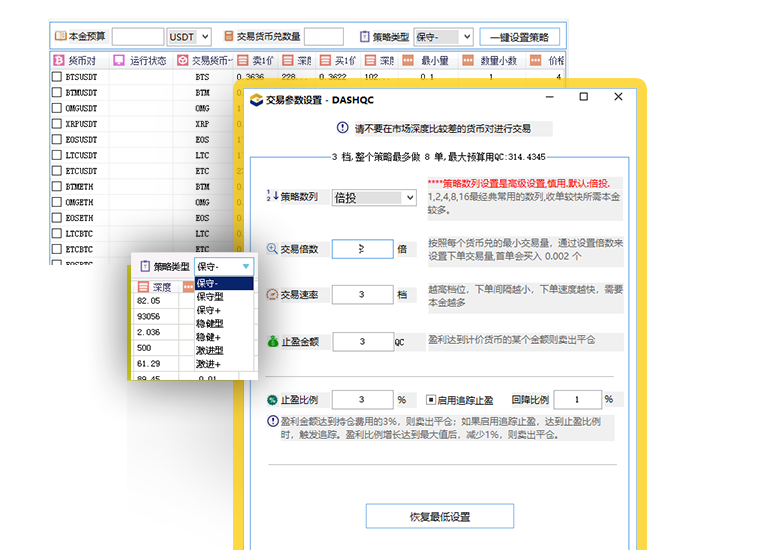 本金预算 USDT 交易货币兑数量 策略类型 保守- 一键设置策略
货币对 运行状态 交易货币 卖1价 深度 买1价 深度 最小量 数量小数 价格
BTSUSDT BTS 0.3636 228... 0.3622 102... 0.1 1 4
BTMUSDT BTM
OMGUSDT OMG
XRPUSDT XRP
EOSUSDT EOS
LTCUSDT LTC
ETCUSDT ETC
BTMETH BTM
OMGETH OMG
EOSETH EOS
LTCBTC LTC
ETCBTC ETC
EOSBTC
策略类型 保守-
深度
82.05
93056
2.036
500
61.29
89.45 0.01
保守-
保守型
保守+
稳健型
稳健+
激进型
激进+
交易参数设置 - DASHQC
请不要在市场深度比较差的货币对进行交易
3 档,整个策略最多做 8 单,最大预算用QC:314.4345
策略数列 倍投
****策略数列设置是高级设置,慎用.默认:倍投.
1,2,4,8,16最经典常用的数列,收单较快所需本金
较多。
交易倍数 倍
按照每个货币兑的最小交易量，通过设置倍数来
设置下单交易量,首单会买入 0.002 个
交易速率 3 档
越高档位，下单间隔越小，下单速度越快，需要
本金越多
止盈金额 3 QC
盈利达到计价货币的某个金额则卖出平仓
止盈比例 3 % 启用追踪止盈 回降比例 1 %
盈利金额达到持仓费用的3%，则卖出平仓；如果启用追踪止盈，达到止盈比例
时，触发追踪。盈利比例增长达到最大值后，减少1%，则卖出平仓。
恢复最低设置